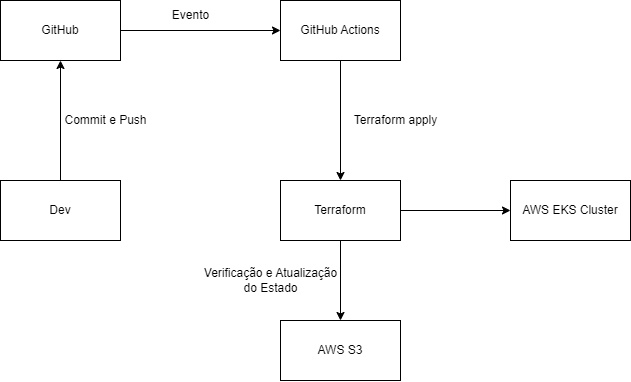 Evento
GitHub
GitHub Actions
Commit e Push
Terraform apply
Dev
Terraform
AWS EKS Cluster
Verificação e Atualização
do Estado
AWS S3